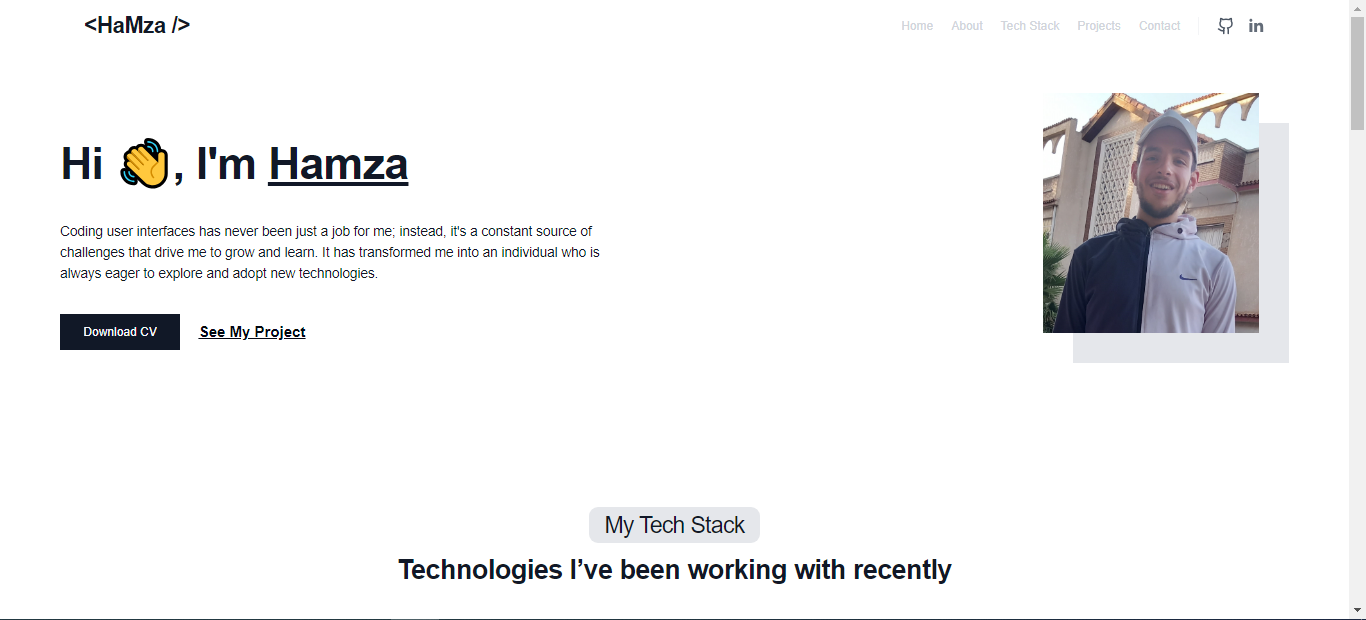 <HaMza />
Home About Tech Stack Projects Contact
Hi 👋, I'm Hamza
Coding user interfaces has never been just a job for me; instead, it's a constant source of
challenges that drive me to grow and learn. It has transformed me into an individual who is
always eager to explore and adopt new technologies.
Download CV See My Project
My Tech Stack
Technologies I’ve been working with recently